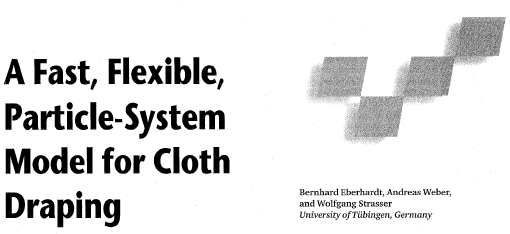 A Fast, Flexible,
Particle-System
Model for Cloth
Draping
Bernhard Eberhardt, Andreas Weber,
and Wolfgang Strasser
University of Tübingen, Germany